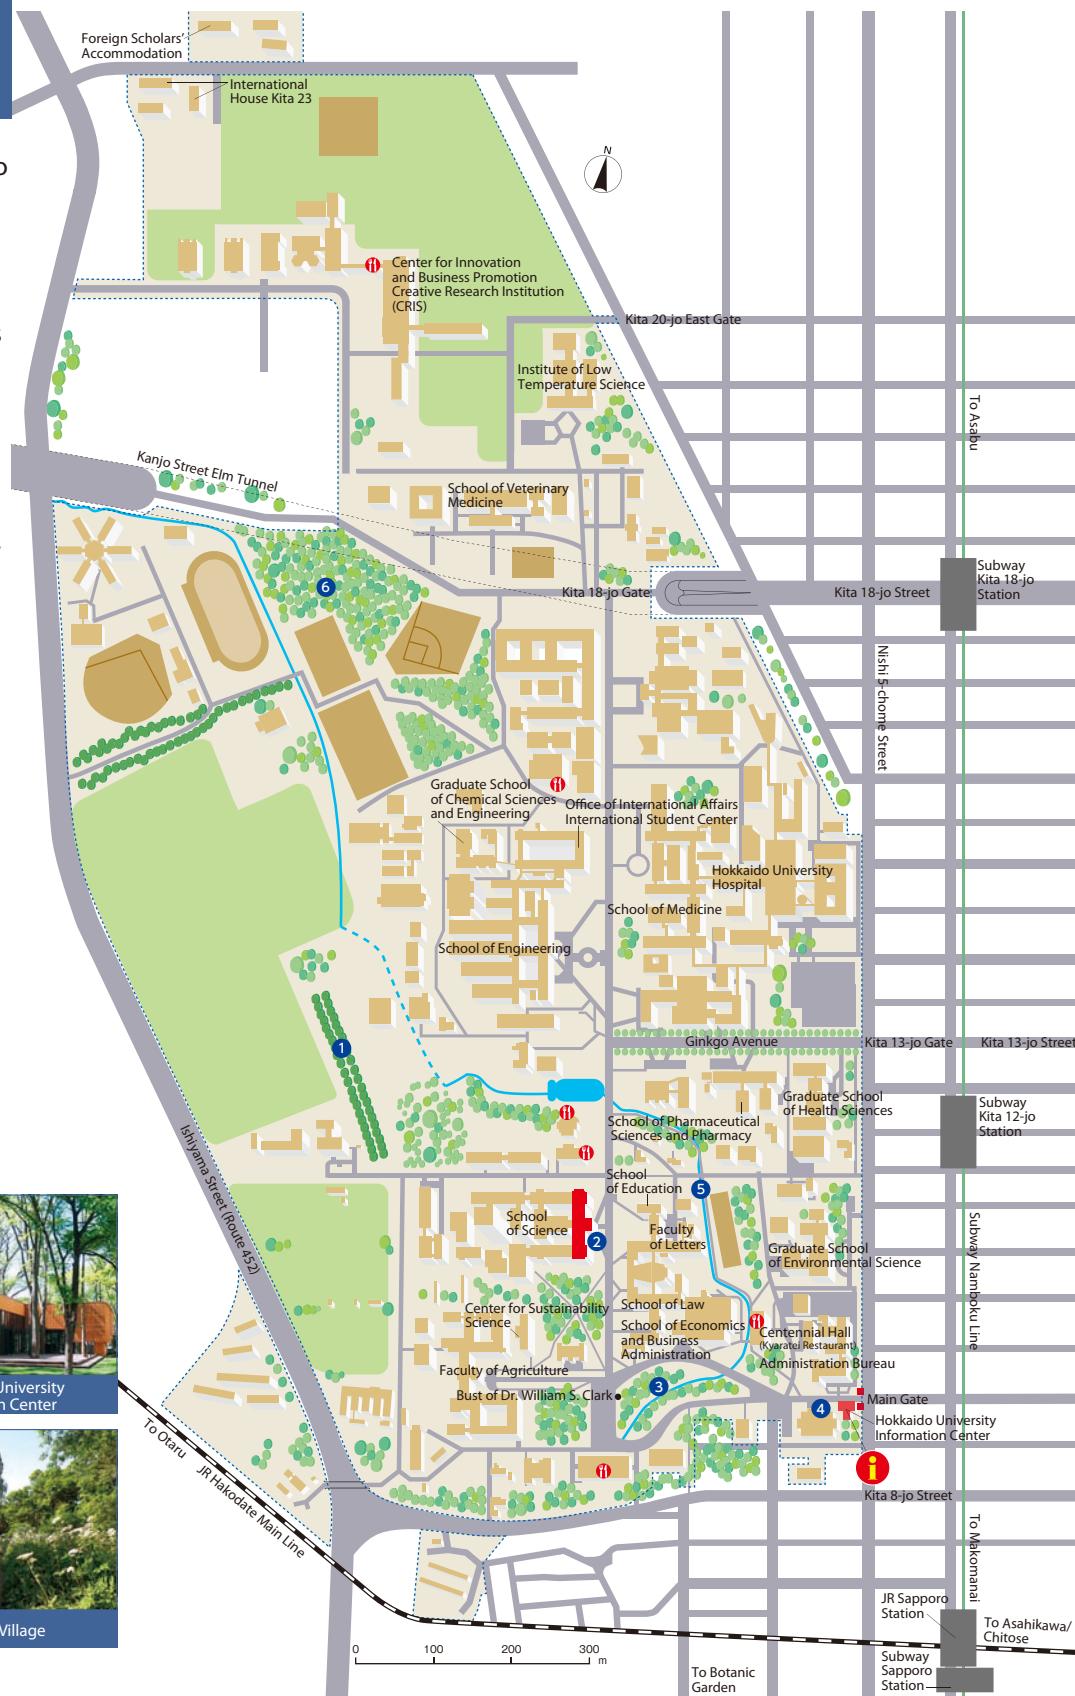 Foreign Scholars'
Accommodation
International
House Kita 23
N
Center for Innovation
and Business Promotion
Creative Research Institution
(CRIS)
Kita 20-jo East Gate
Institute of Low
Temperature Science
To Asabu
Kanjo Street Elm Tunnel
School of Veterinary
Medicine
Subway
Kita 18-jo
Station
6
Kita 18-jo Gate
Kita 18-jo Street
Nishi 5-chome Street
Graduate School
of Chemical Sciences
and Engineering
Office of International Affairs
International Student Center
Hokkaido University
Hospital
School of Medicine
School of Engineering
1
Ginkgo Avenue
Kita 13-jo Gate
Kita 13-jo Street
Graduate School
of Health Sciences
Subway
Kita 12-jo
Station
School of Pharmaceutical
Sciences and Pharmacy
Ishiyama Street (Route 452)
School
of Education
5
School
of Science
2
Faculty
of Letters
Graduate School
of Environmental Science
Subway Namboku Line
Center for Sustainability
Science
School of Law
School of Economics
and Business
Administration
Centennial Hall
(Kyaratei Restaurant)
Administration Bureau
Faculty of Agriculture
Bust of Dr. William S. Clark
3
4
Main Gate
Hokkaido University
Information Center
i
University
n Center
To Otaru
JR Hakodate Main Line
Kita 8-jo Street
To Makomanai
Village
JR Sapporo
Station
To Asahikawa/
Chitose
0 100 200 300
m
Subway
Sapporo
Station
To Botanic
Garden